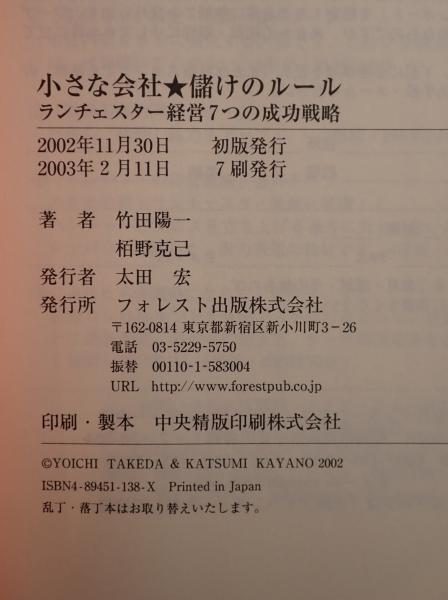 小さな会社★儲けのルール
ランチェスター経営7つの成功戦略
2002年11月30日 初版発行
2003年2月11日 7刷発行
著 者 竹田陽一
栢野克己
発行者 太田 宏
発行所 フォレスト出版株式会社
〒162-0814 東京都新宿区新小川町3-26
電話 03-5229-5750
振替 00110-1-583004
URL http://www.forestpub.co.jp
印刷・製本 中央精版印刷株式会社
©YOICHI TAKEDA & KATSUMI KAYANO 2002
ISBN4-89451-138-X Printed in Japan
乱丁・落丁本はお取り替えいたします。